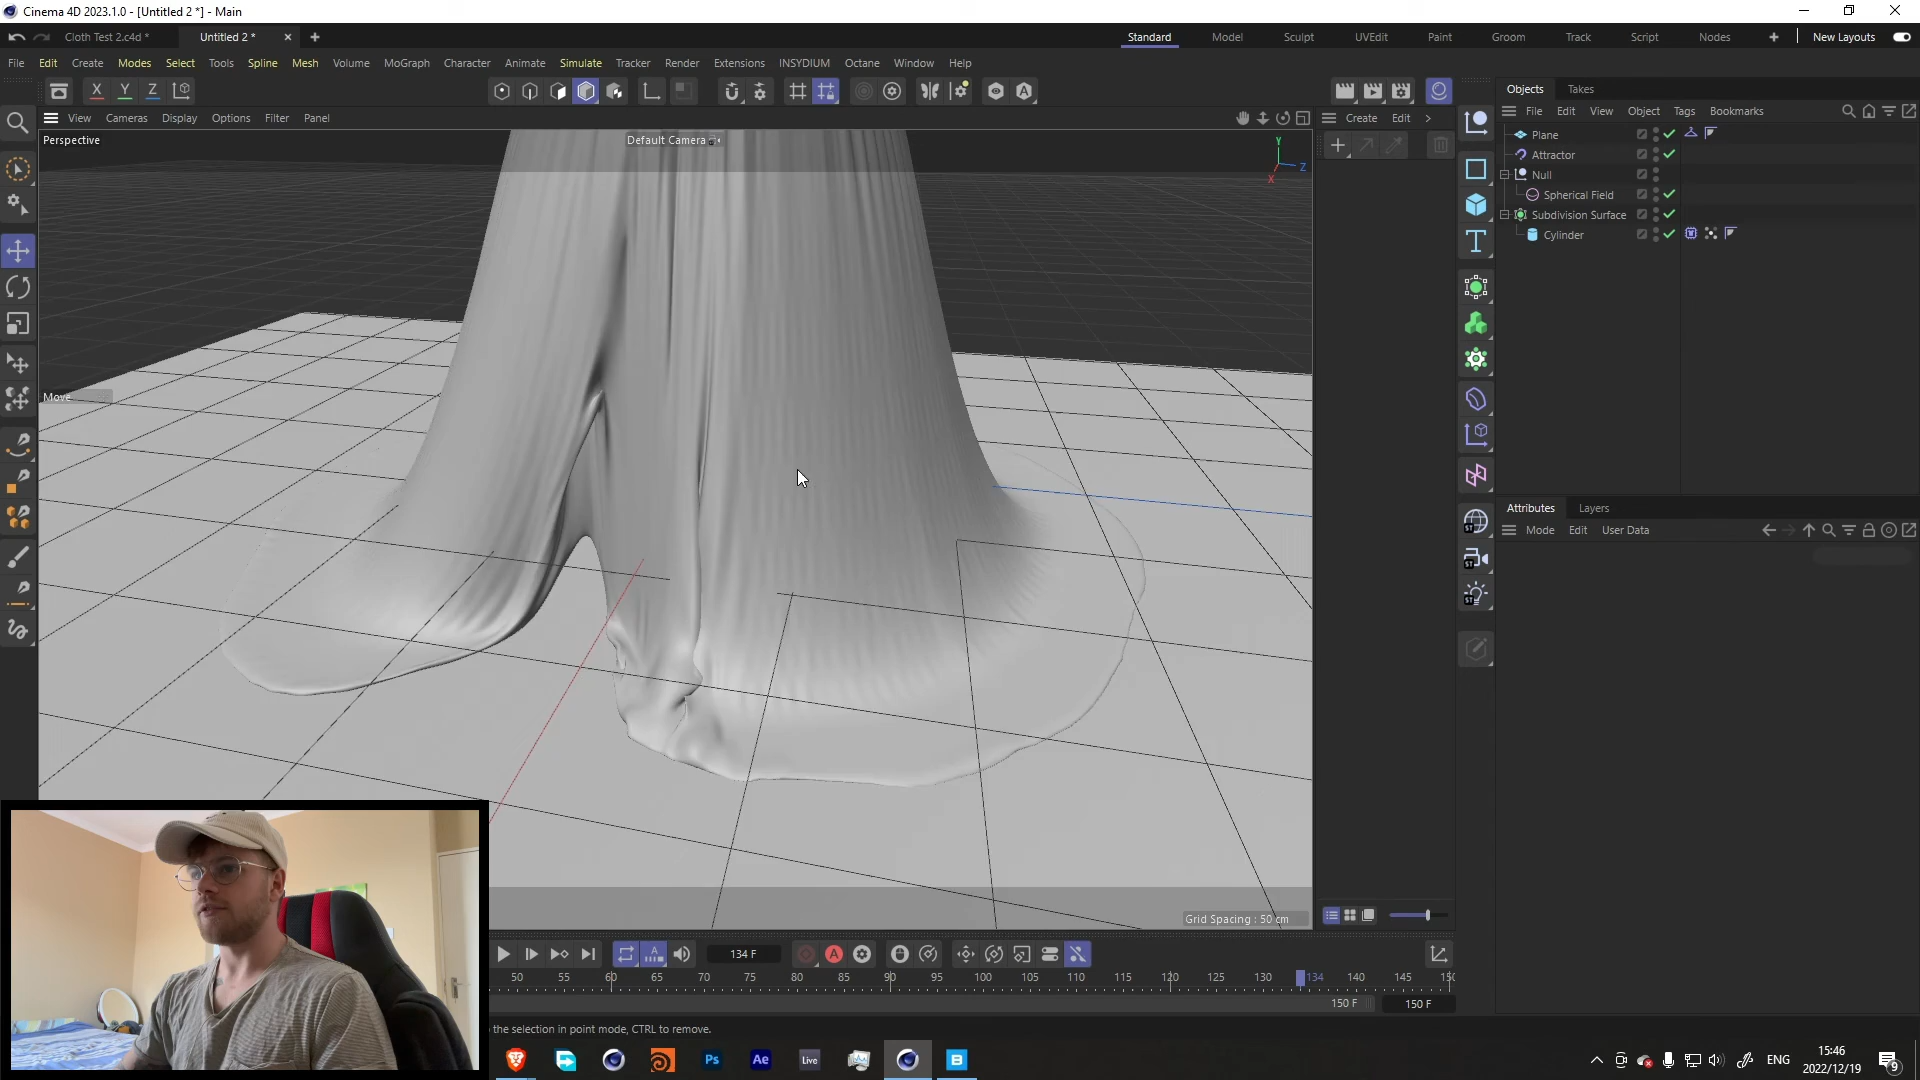 Cinema 4D 2023.1.0 - [Untitled 2 *] - Main
Cloth Test 2.c4d *
Untitled 2 *
Standard
Model
Sculpt
UVEdit
Paint
Groom
Track
Script
Nodes
New Layouts
File Edit Create Modes Select Tools Spline Mesh Volume MoGraph Character Animate Simulate Tracker Render Extensions INSYDIUM Octane Window Help
X Y Z
View Cameras Display Options Filter Panel
Perspective
Default Camera
Y
Z
X
Move
Grid Spacing : 50 cm
Create Edit
Objects Takes
File Edit View Object Tags Bookmarks
Plane
Attractor
Null
Spherical Field
Subdivision Surface
Cylinder
Attributes Layers
Mode Edit User Data
134 F
50 55 60 65 70 75 80 85 90 95 100 105 110 115 120 125 130 134 140 145
150 F
150 F
the selection in point mode, CTRL to remove.
Ps
Ae
Live
ENG
15:46
2022/12/19
9